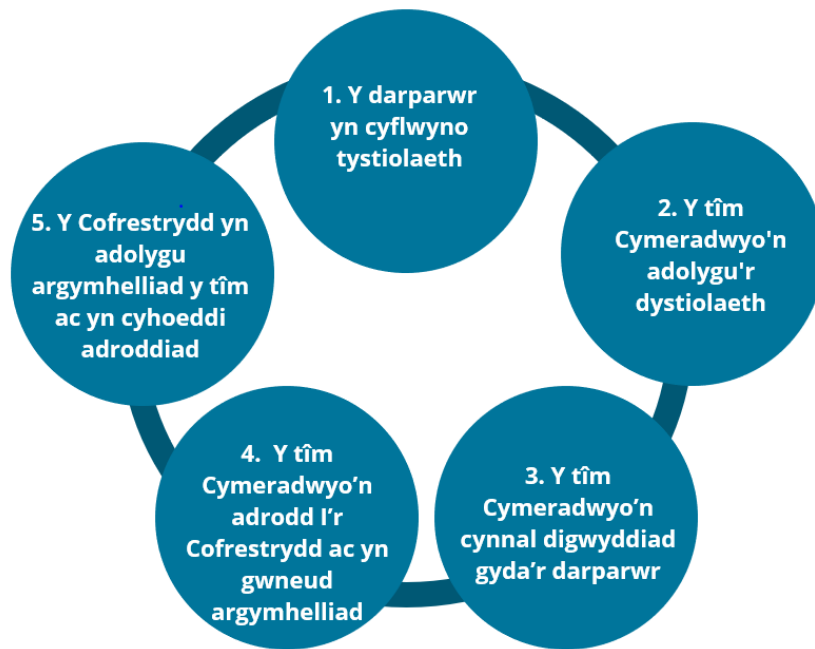 1. Y darparwr
yn cyflwyno
tystiolaeth
2. Y tîm
Cymeradwyo'n
adolygu'r
dystiolaeth
3. Y tîm
Cymeradwyo’n
cynnal digwyddiad
gyda’r darparwr
4.  Y tîm
Cymeradwyo’n
adrodd I’r
Cofrestrydd ac yn
gwneud
argymhelliad
5. Y Cofrestrydd yn
adolygu
argymhelliad y tîm
ac yn cyhoeddi
adroddiad